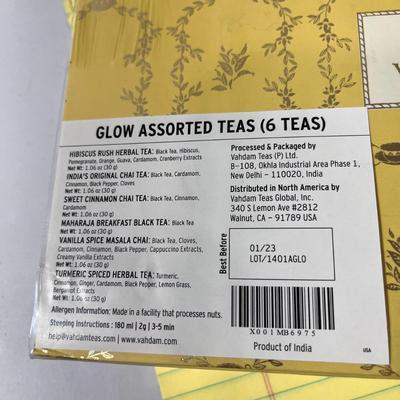 GLOW ASSORTED TEAS (6 TEAS)
HIBISCUS RUSH HERBAL TEA: Black Tea, Hibiscus,
Pomegranate, Orange, Guava, Cardamom, Cranberry Extracts
Net Wt: 1.06 oz (30 g)
INDIA'S ORIGINAL CHAI TEA: Black Tea, Cardamom,
Cinnamon, Black Pepper, Cloves
Net Wt: 1.06 oz (30 g)
SWEET CINNAMON CHAI TEA: Black Tea, Cinnamon, Cardamom
Net Wt: 1.06 oz (30 g)
MAHARAJA BREAKFAST BLACK TEA: Black Tea
Net Wt: 1.06 oz (30 g)
VANILLA SPICE MASALA CHAI: Black Tea, Cloves,
Cardamom, Cinnamon, Black Pepper, Cappuccino Extracts,
Creamy Vanilla Extracts
Net Wt: 1.06 oz (30 g)
TURMERIC SPICED HERBAL TEA: Turmeric,
Cinnamon, Ginger, Cardamom, Black Pepper, Lemon Grass,
Bergamot Extracts
Net Wt: 1.06 oz (30 g)
Allergen Information: Made in a facility that processes nuts.
Steeping Instructions : 180 ml | 2g | 3-5 min
help@vahdamteas.com | www.vahdam.com
Processed & Packaged by
Vahdam Teas (P) Ltd.
B-108, Okhla Industrial Area Phase 1,
New Delhi - 110020, India
Distributed in North America by
Vahdam Teas Global, Inc.
340 S Lemon Ave #2812
Walnut, CA - 91789 USA
Best Before
01/23
LOT/1401AGLO
X001MB6975
Product of India
USA